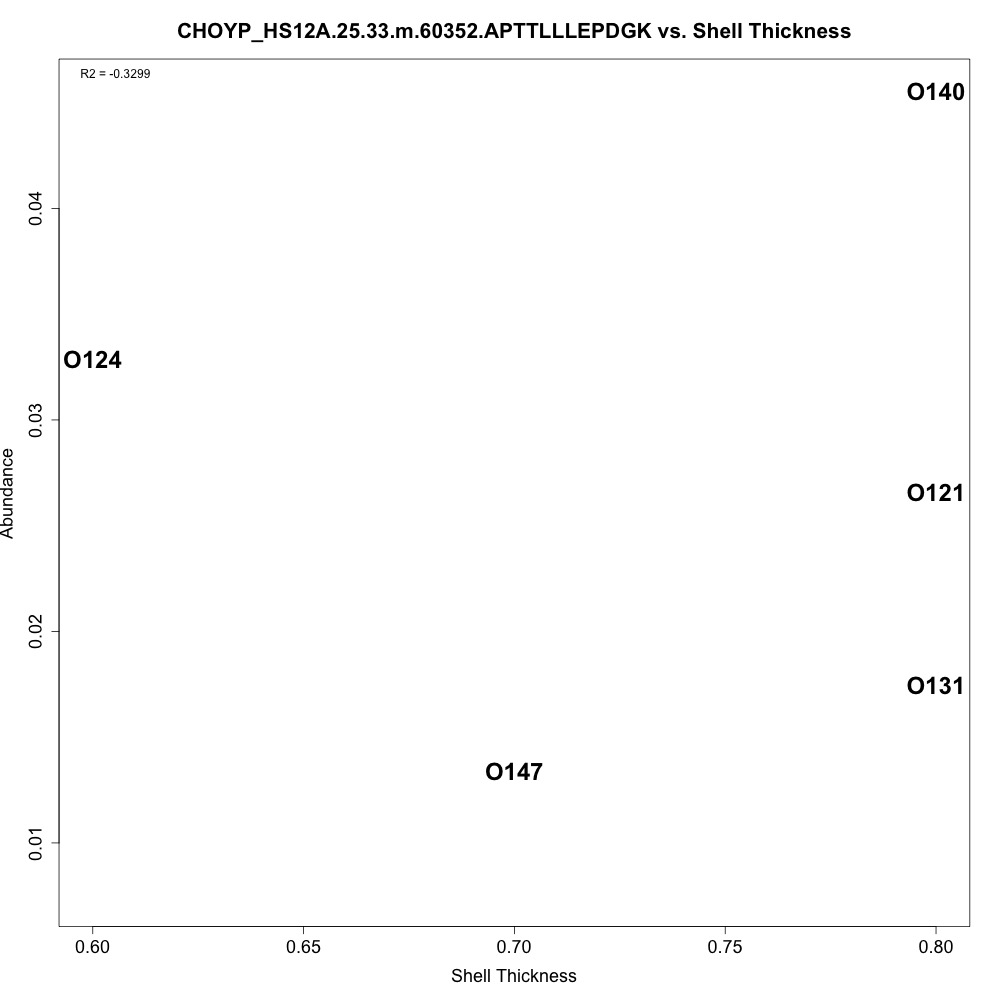 CHOYP_HS12A.25.33.m.60352.APTTLLLEPDGK vs. Shell Thickness
R2 = -0.3299
O140
0.04
O124
0.03
Abundance
O121
0.02
O131
O147
0.01
0.60 0.65 0.70 0.75 0.80
Shell Thickness